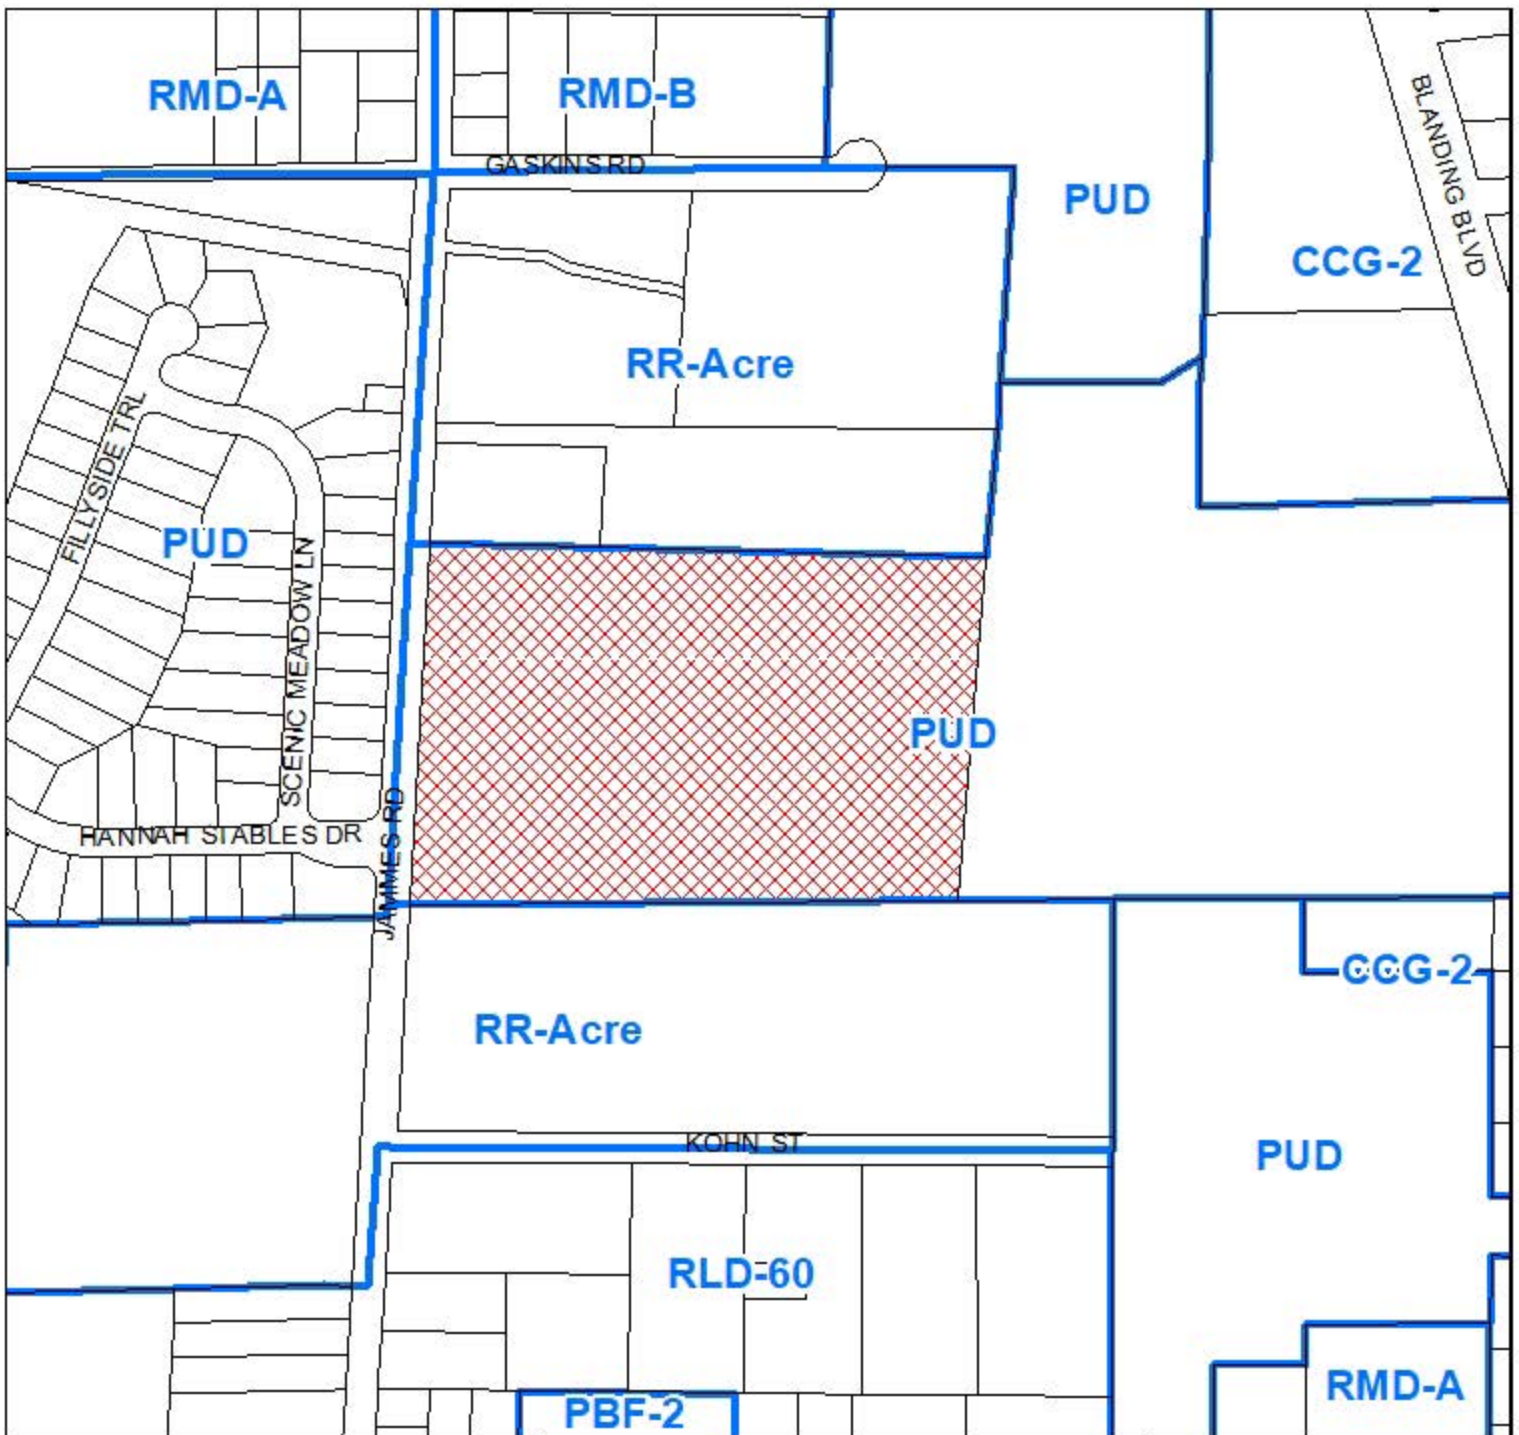 RMD-A
RMD-B
GASKINS RD
PUD
BLANDING BLVD
CCG-2
RR-Acre
FILLYSIDE TRL
PUD
SCENIC MEADOW LN
PUD
HANNAH STABLES DR
JAMMES RD
CCG-2
RR-Acre
KOHN ST
PUD
RLD-60
RMD-A
PBF-2